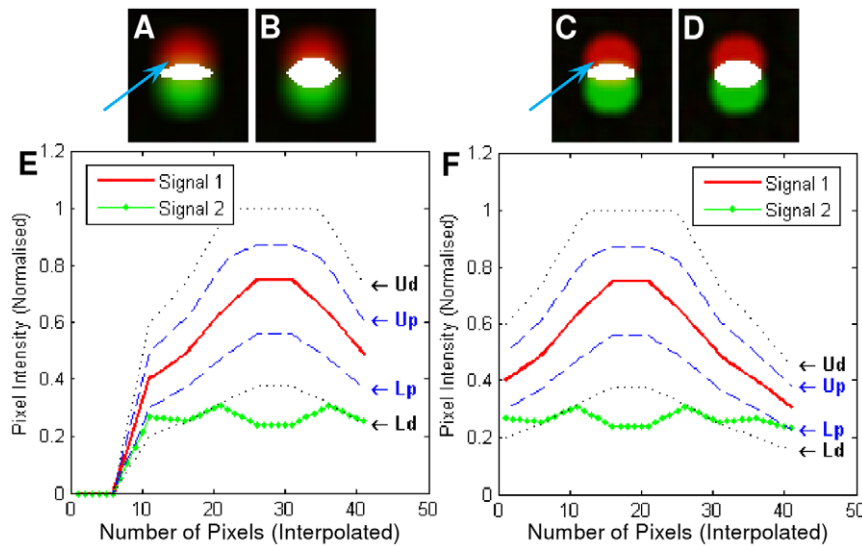 A B C D
E F
1.2 1.2
Signal 1 Signal 1
Signal 2 Signal 2
1 1
0.8 0.8
0.6 0.6
0.4 0.4
0.2 0.2
0 0
← Ud
← Up
← Lp
← Ld
← Ud
← Up
← Lp
← Ld
Pixel Intensity (Normalised)
Pixel Intensity (Normalised)
0 10 20 30 40 50
0 10 20 30 40 50
Number of Pixels (Interpolated)
Number of Pixels (Interpolated)